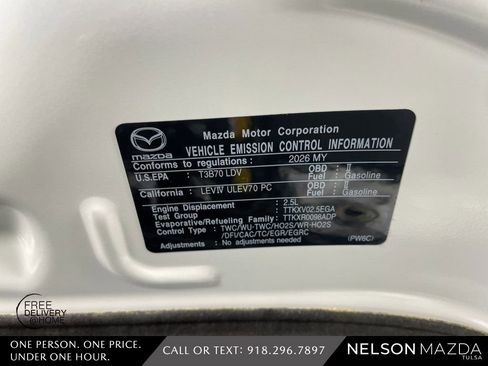 mazda
Mazda Motor Corporation
VEHICLE EMISSION CONTROL INFORMATION
Conforms to regulations : 2026 MY
U.S.EPA : T3B70 LDV OBD : II
Fuel : Gasoline
California : LEVIV ULEV70 PC OBD : II
Fuel : Gasoline
Engine Displacement : 2.5L
Test Group : TTKXV02.5EGA
Evaporative/Refueling Family : TTKXR0098ADP
Control Type : TWC/WU-TWC/HO2S/WR-HO2S
/DFI/CAC/TC/EGR/EGRC
Adjustments : No adjustments needed. (PW6C)
FREE
DELIVERY
@HOME
ONE PERSON. ONE PRICE.
UNDER ONE HOUR.
CALL OR TEXT: 918.296.7897
NELSON MAZDA
TULSA